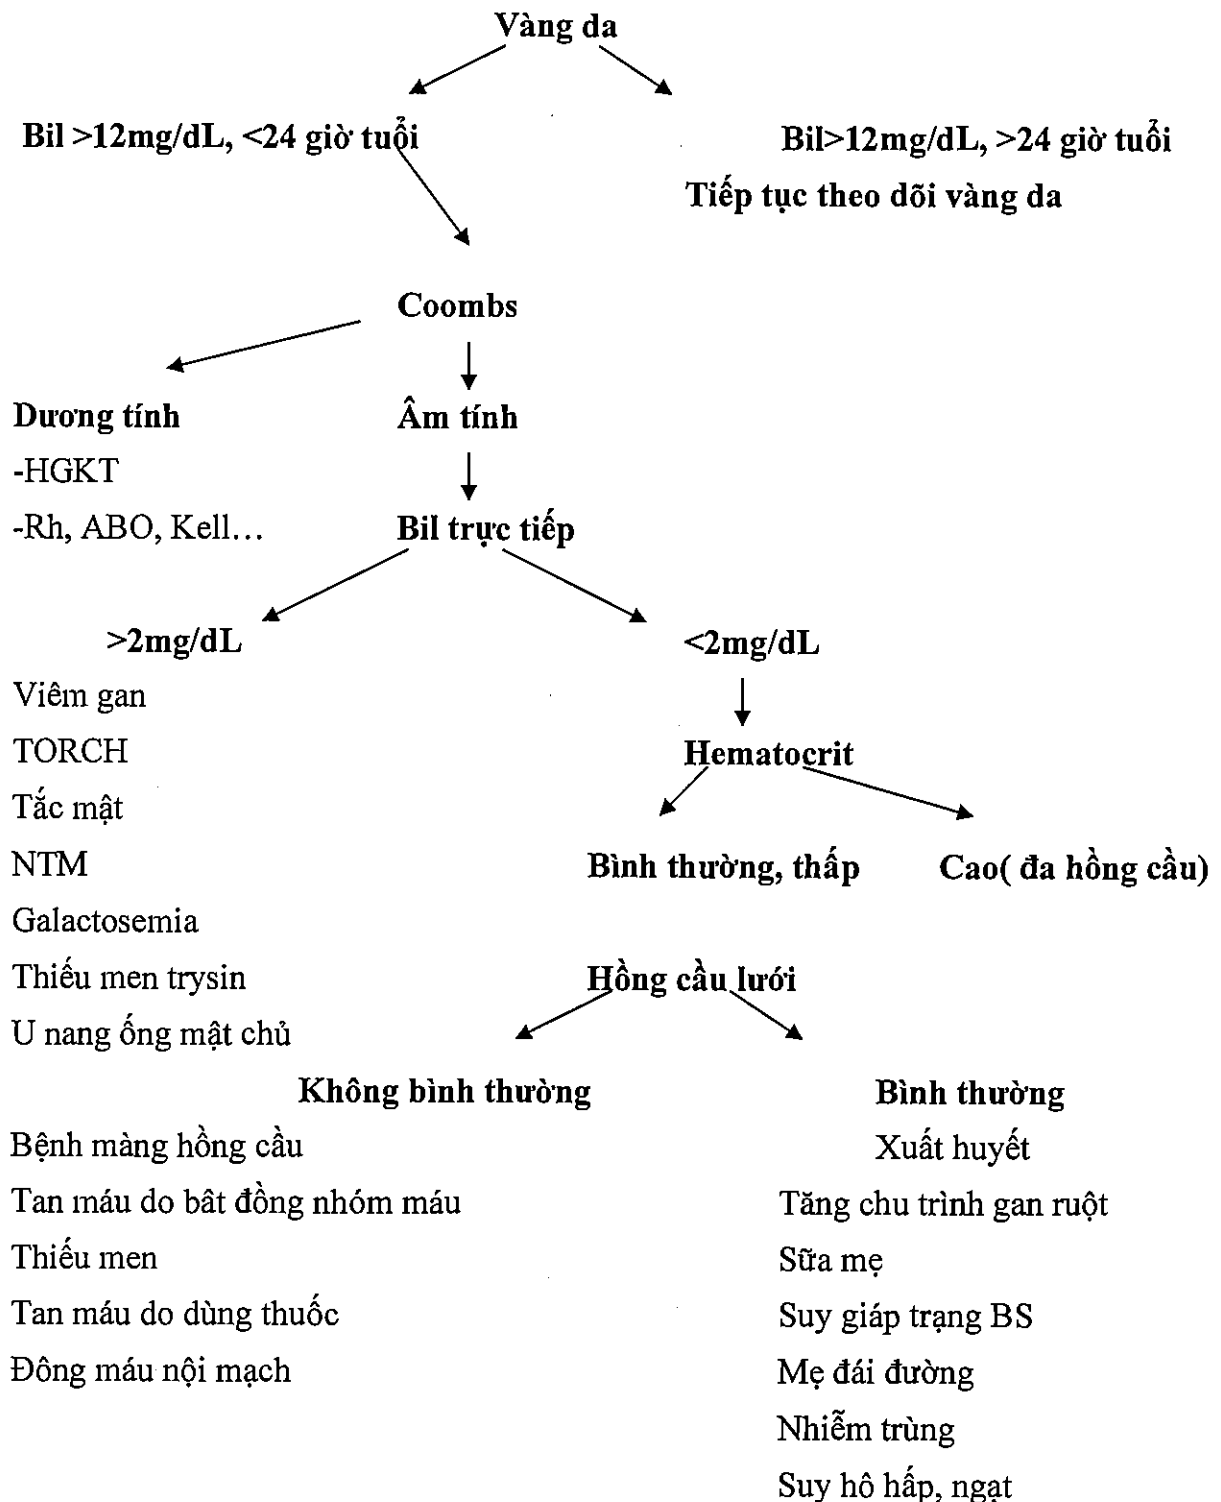 Vàng da
Bil >12mg/dL, <24 giờ tuổi
Bil>12mg/dL, >24 giờ tuổi
Tiếp tục theo dõi vàng da
Coombs
Dương tính
Âm tính
-HGKT
-Rh, ABO, Kell…
Bil trực tiếp
>2mg/dL
<2mg/dL
Viêm gan
TORCH
Hematocrit
Tắc mật
NTM
Bình thường, thấp
Cao( đa hồng cầu)
Galactosemia
Thiếu men trysin
Hồng cầu lưới
U nang ống mật chủ
Không bình thường
Bình thường
Bệnh màng hồng cầu
Xuất huyết
Tan máu do bât đồng nhóm máu
Tăng chu trình gan ruột
Thiếu men
Sữa mẹ
Tan máu do dùng thuốc
Suy giáp trạng BS
Đông máu nội mạch
Mẹ đái đường
Nhiễm trùng
Suy hô hấp, ngạt